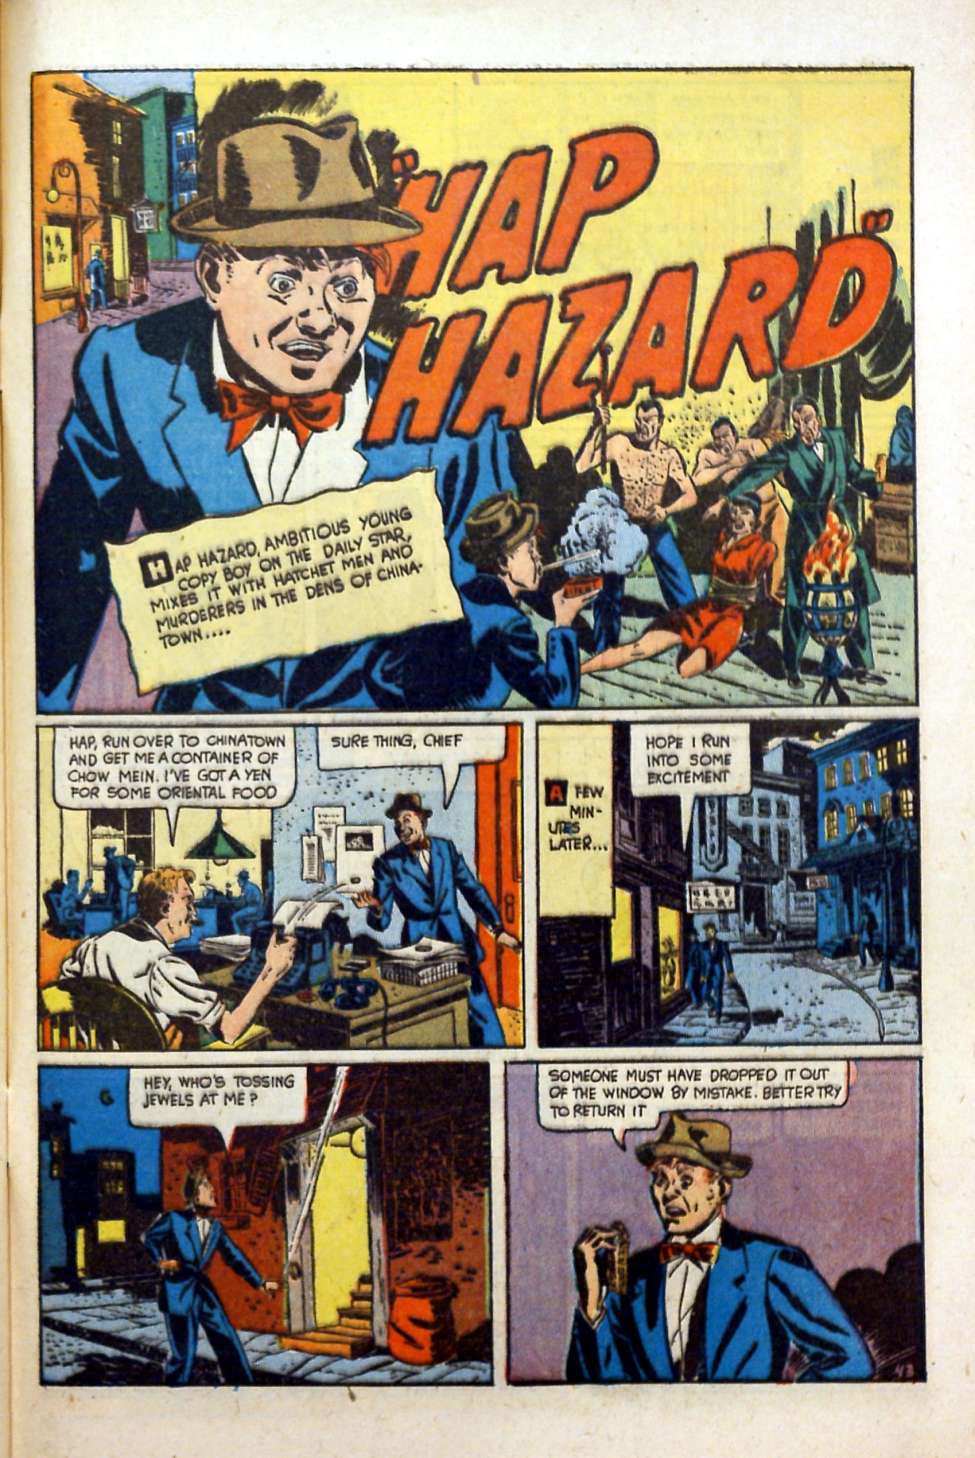 "HAP
HAZARD"
HAP HAZARD, AMBITIOUS YOUNG
COPY BOY ON THE DAILY STAR,
MIXES IT WITH HATCHET MEN AND
MURDERERS IN THE DENS OF CHINA-
TOWN....
HAP, RUN OVER TO CHINATOWN
AND GET ME A CONTAINER OF
CHOW MEIN. I'VE GOT A YEN
FOR SOME ORIENTAL FOOD
SURE THING, CHIEF
A FEW
MIN-
UTES
LATER...
HOPE I RUN
INTO SOME
EXCITEMENT
HEY, WHO'S TOSSING
JEWELS AT ME?
SOMEONE MUST HAVE DROPPED IT OUT
OF THE WINDOW BY MISTAKE. BETTER TRY
TO RETURN IT